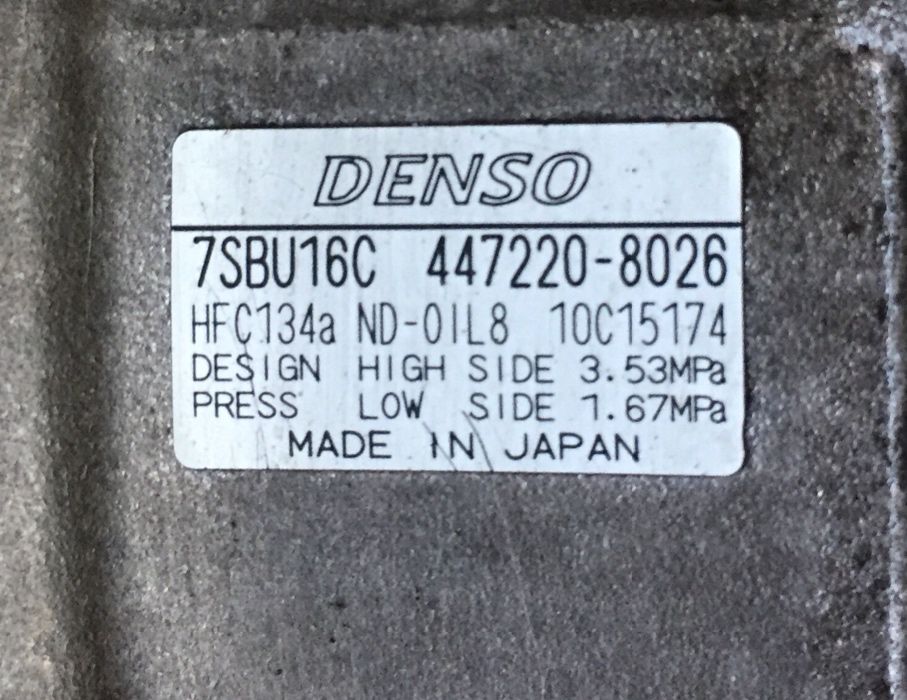 DENSO
7SBU16C 447220-8026
HFC134a ND-OIL8 10C15174
DESIGN HIGH SIDE 3.53MPa
PRESS LOW SIDE 1.67MPa
MADE IN JAPAN